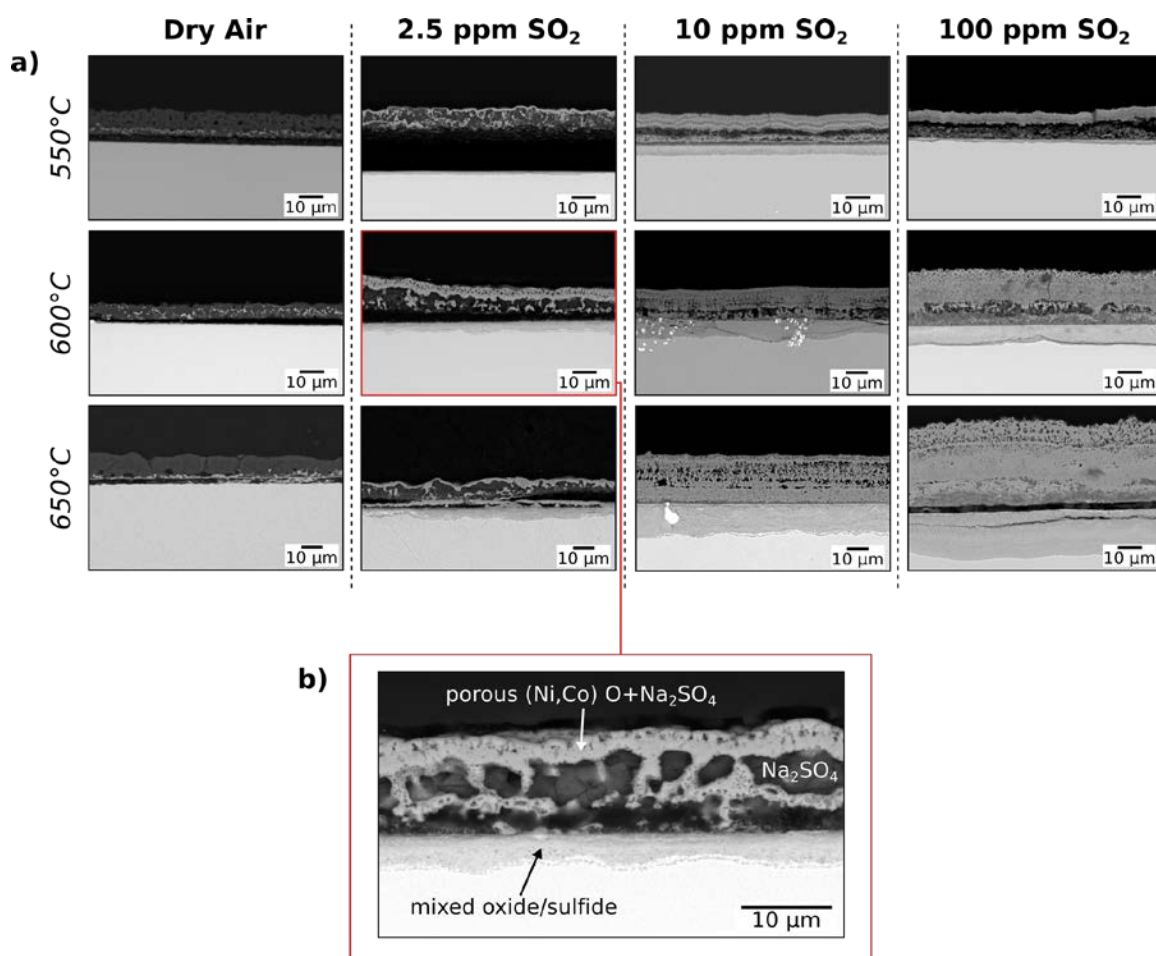 Dry Air
2.5 ppm SO₂
10 ppm SO₂
100 ppm SO₂
a)
550°C
10 µm
10 µm
10 µm
10 µm
600°C
10 µm
10 µm
10 µm
10 µm
650°C
10 µm
10 µm
10 µm
10 µm
b)
porous (Ni,Co) O+Na₂SO₄
Na₂SO₄
mixed oxide/sulfide
10 µm